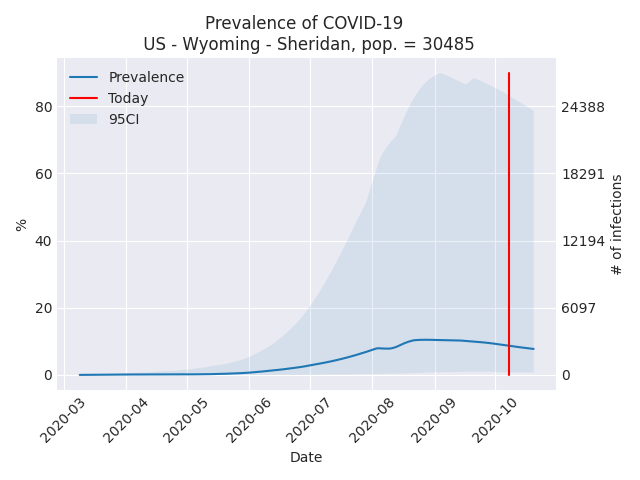 Prevalence of COVID-19
US - Wyoming - Sheridan, pop. = 30485
Prevalence
Today
95CI
%
80
60
40
20
0
24388
18291
12194
6097
0
# of infections
2020-03
2020-04
2020-05
2020-06
2020-07
2020-08
2020-09
2020-10
Date